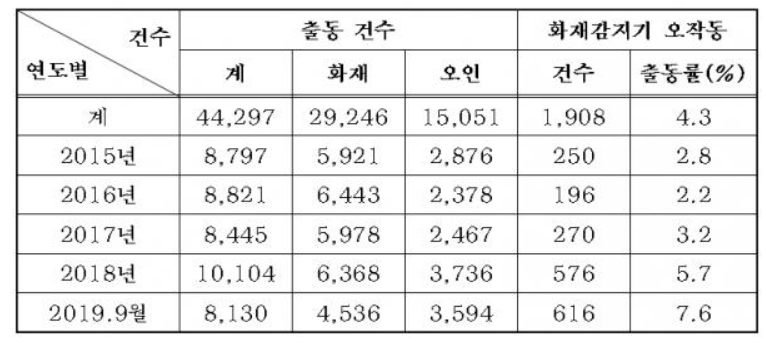 건수 출동 건수 화재감지기 오작동
연도별 계 화재 오인 건수 출동률(%)
계 44,297 29,246 15,051 1,908 4.3
2015년 8,797 5,921 2,876 250 2.8
2016년 8,821 6,443 2,378 196 2.2
2017년 8,445 5,978 2,467 270 3.2
2018년 10,104 6,368 3,736 576 5.7
2019.9월 8,130 4,536 3,594 616 7.6